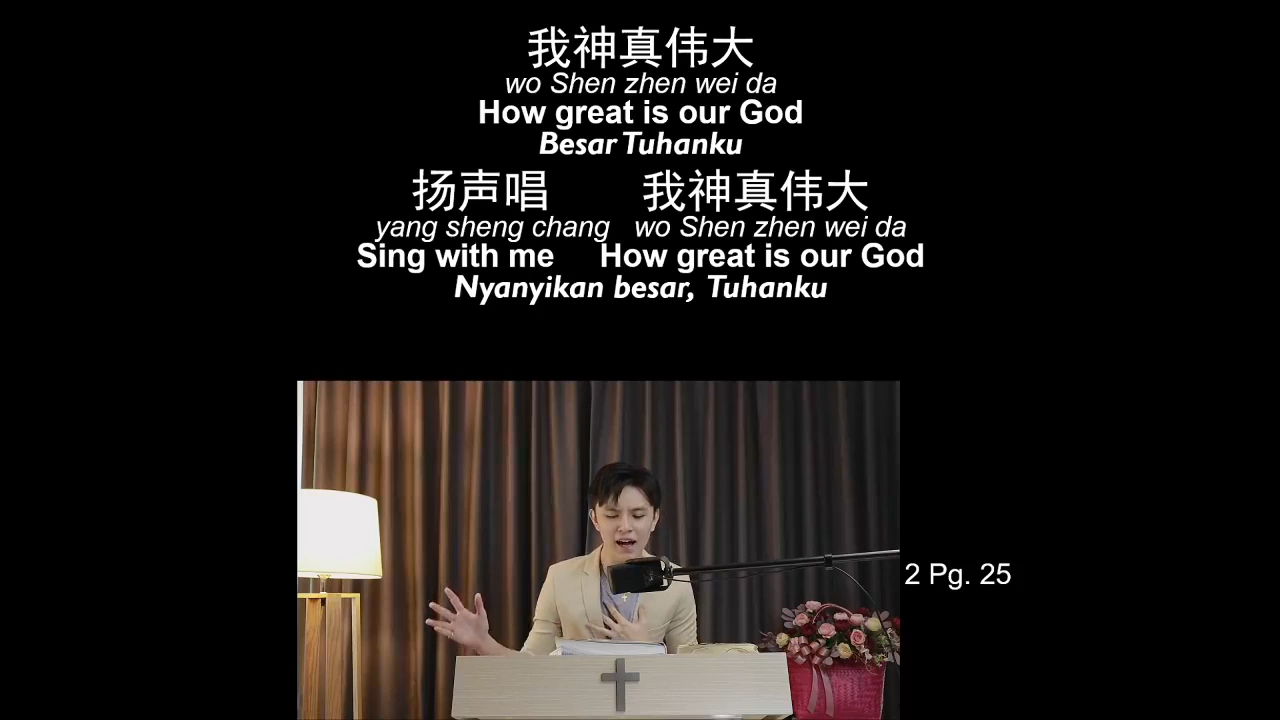 我神真伟大
wo Shen zhen wei da
How great is our God
Besar Tuhanku
扬声唱 我神真伟大
yang sheng chang wo Shen zhen wei da
Sing with me How great is our God
Nyanyikan besar, Tuhanku
2 Pg. 25